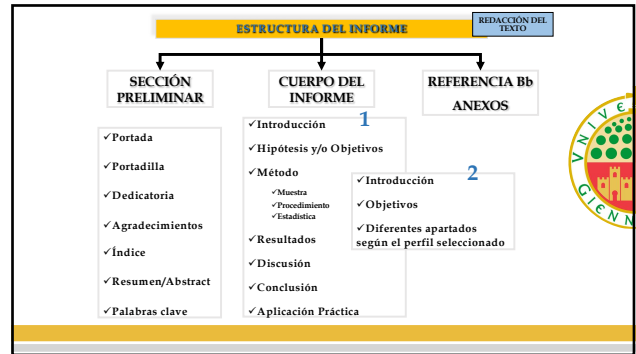 REDACCIÓN DEL
TEXTO
ESTRUCTURA DEL INFORME
SECCIÓN
PRELIMINAR
✓Portada
✓Portadilla
✓Dedicatoria
✓Agradecimientos
✓Índice
✓Resumen/Abstract
✓Palabras clave
CUERPO DEL
INFORME
1
✓Introducción
✓Hipótesis y/o Objetivos
✓Método
✓Muestra
✓Procedimiento
✓Estadística
✓Resultados
✓Discusión
✓Conclusión
✓Aplicación Práctica
2
✓Introducción
✓Objetivos
✓Diferentes apartados
según el perfil seleccionado
REFERENCIA Bb
ANEXOS
VNIVE
GIENN